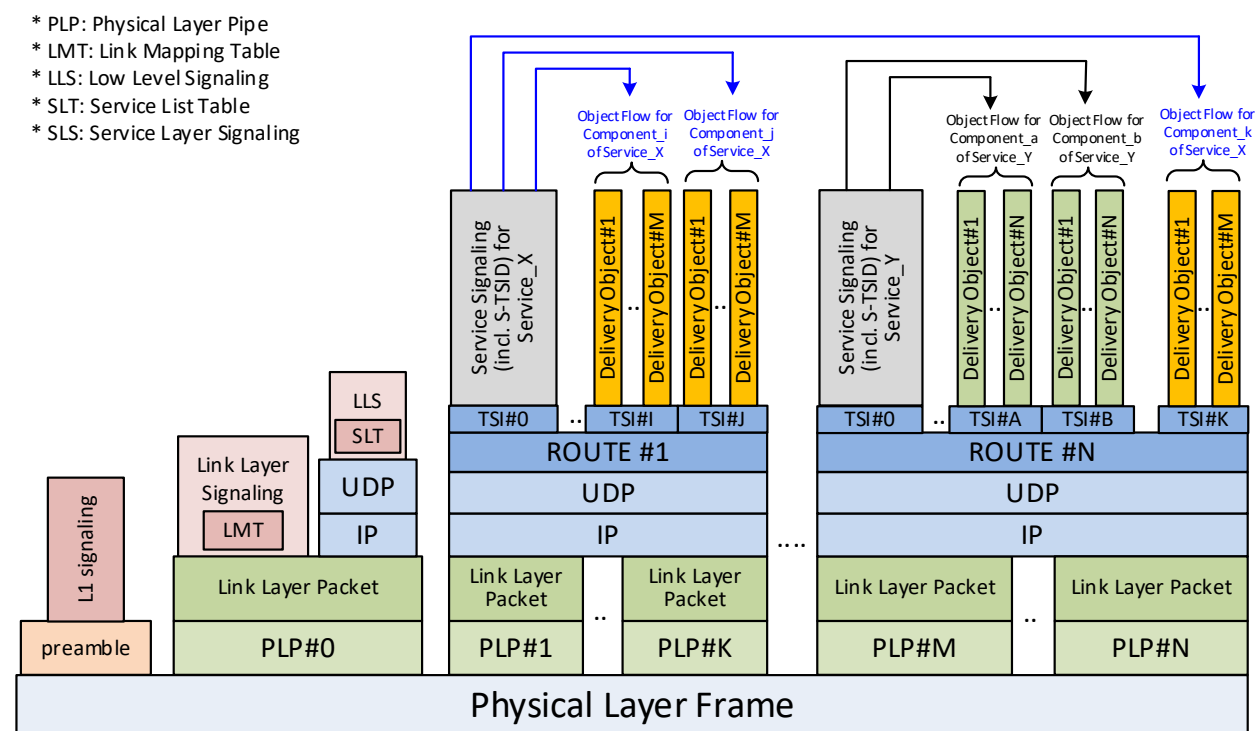 * PLP: Physical Layer Pipe
* LMT: Link Mapping Table
* LLS: Low Level Signaling
* SLT: Service List Table
* SLS: Service Layer Signaling
Object Flow for
Component_i
of Service_X
Object Flow for
Component_j
of Service_X
Object Flow for
Component_a
of Service_Y
Object Flow for
Component_b
of Service_Y
Object Flow for
Component_k
of Service_X
Service Signaling
(incl. S-TSID) for
Service_X
Delivery Object#1
..
Delivery Object#M
Delivery Object#1
..
Delivery Object#M
Service Signaling
(incl. S-TSID) for
Service_Y
Delivery Object#1
..
Delivery Object#N
Delivery Object#1
..
Delivery Object#N
Delivery Object#1
..
Delivery Object#M
LLS
SLT
TSI#0
..
TSI#I
TSI#J
TSI#0
..
TSI#A
TSI#B
TSI#K
ROUTE #1
ROUTE #N
Link Layer
Signaling
LMT
UDP
UDP
UDP
IP
IP
....
IP
L1 signaling
Link Layer Packet
Link Layer
Packet
..
Link Layer
Packet
Link Layer Packet
..
Link Layer Packet
preamble
PLP#0
PLP#1
PLP#K
PLP#M
PLP#N
Physical Layer Frame